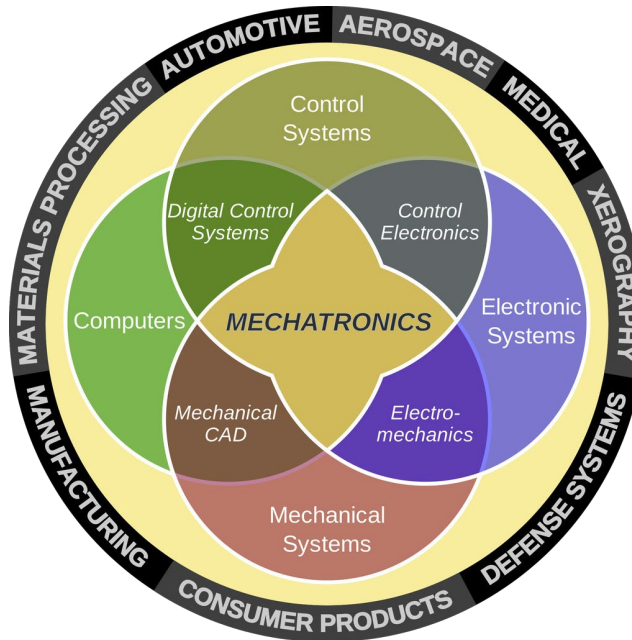 AUTOMOTIVE
AEROSPACE
MEDICAL
XEROGRAPHY
DEFENSE SYSTEMS
CONSUMER PRODUCTS
MANUFACTURING
MATERIALS PROCESSING
Control
Systems
Digital Control
Systems
Control
Electronics
Computers
MECHATRONICS
Electronic
Systems
Mechanical
CAD
Electro-
mechanics
Mechanical
Systems